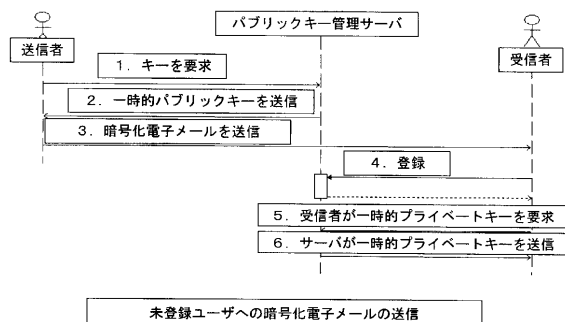 送信者
パブリックキー管理サーバ
受信者
1．キーを要求
2．一時的パブリックキーを送信
3．暗号化電子メールを送信
4．登録
5．受信者が一時的プライベートキーを要求
6．サーバが一時的プライベートキーを送信
未登録ユーザへの暗号化電子メールの送信